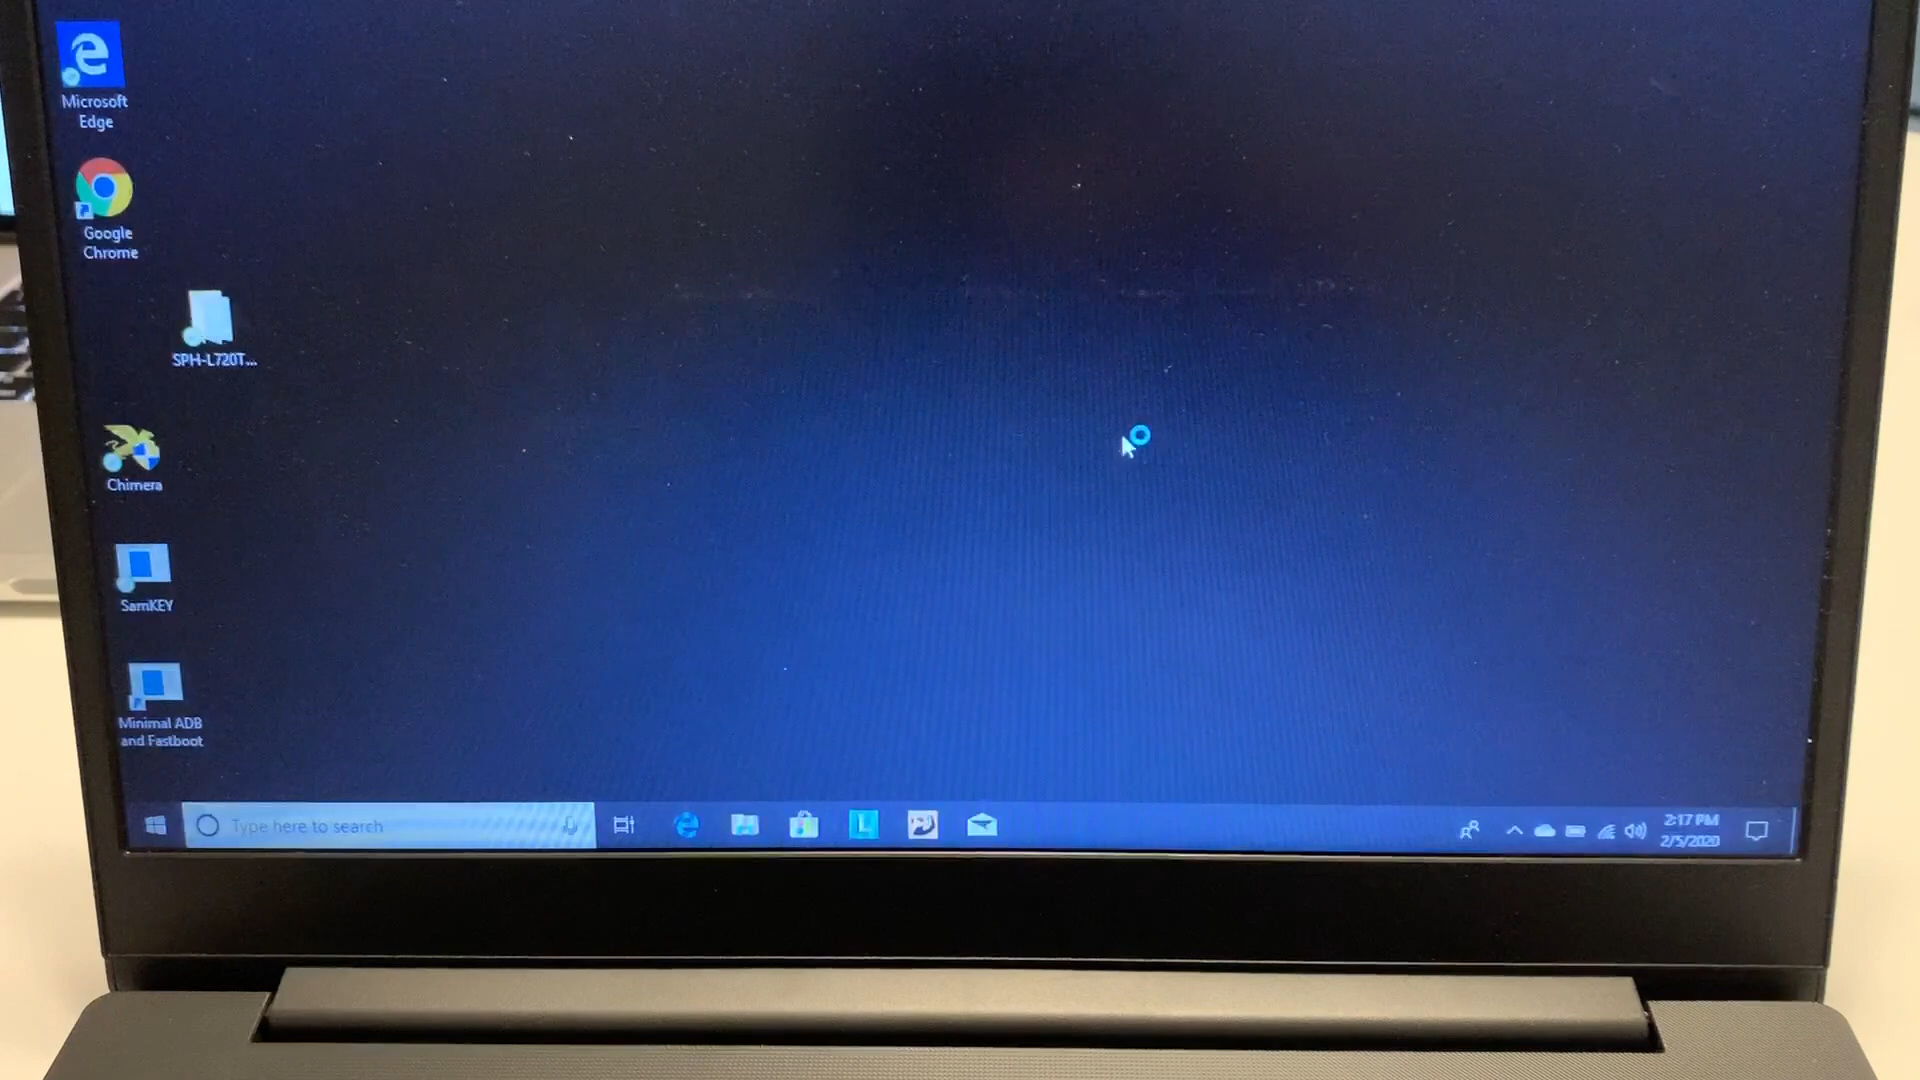 Microsoft
Edge
Google
Chrome
SPH-L720T...
Chimera
SamKEY
Minimal ADB
and Fastboot
Type here to search
L
2:17 PM
2/5/2020